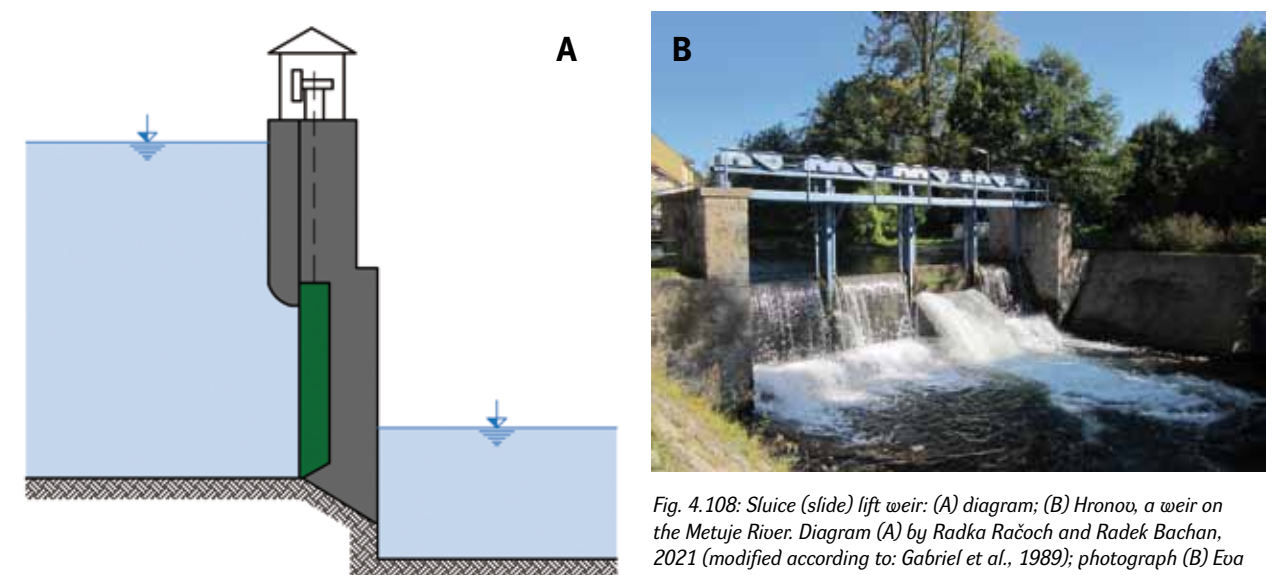 A
B
Fig. 4.108: Sluice (slide) lift weir: (A) diagram; (B) Hronov, a weir on
the Metuje River. Diagram (A) by Radka Račoch and Radek Bachan,
2021 (modified according to: Gabriel et al., 1989); photograph (B) Eva